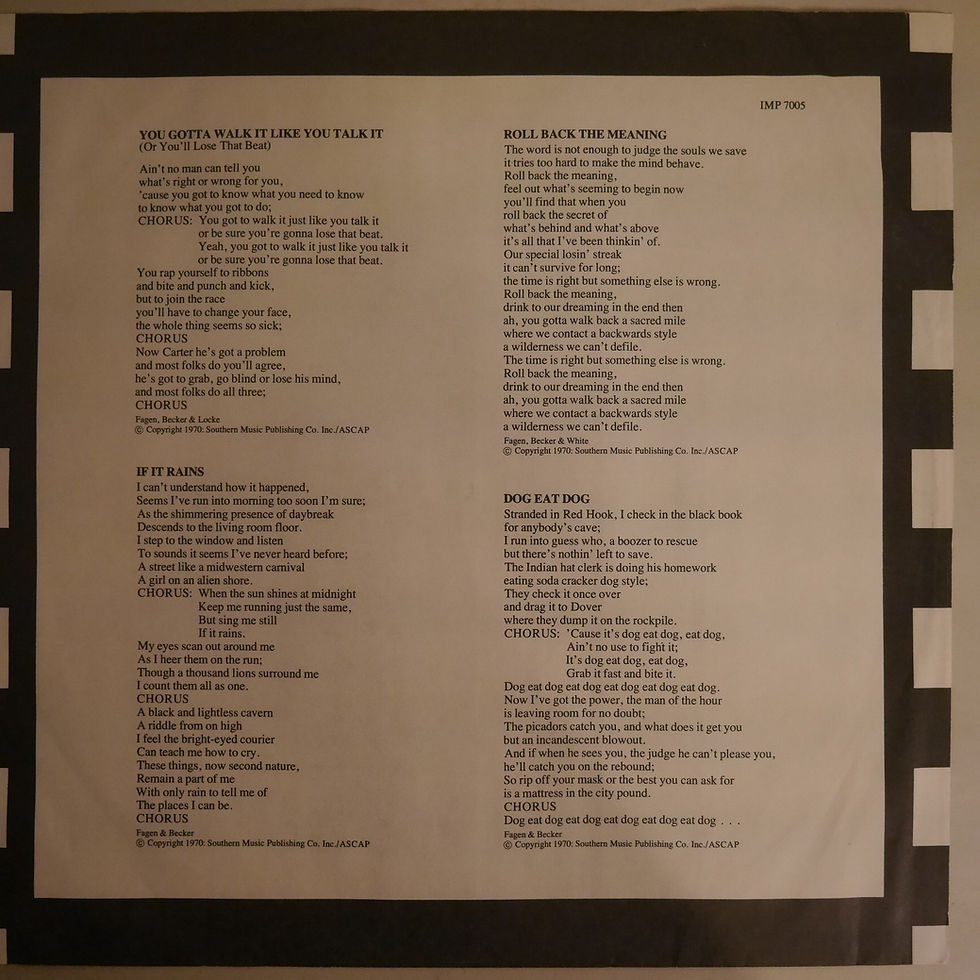 IMP 7005
YOU GOTTA WALK IT LIKE YOU TALK IT
(Or You'll Lose That Beat)
Ain't no man can tell you
what's right or wrong for you,
'cause you got to know what you need to know
to know what you got to do;
CHORUS: You got to walk it just like you talk it
or be sure you're gonna lose that beat.
Yeah, you got to walk it just like you talk it
or be sure you're gonna lose that beat.
You rap yourself to ribbons
and bite and punch and kick,
but to join the race
you'll have to change your face,
the whole thing seems so sick;
CHORUS
Now Carter he's got a problem
and most folks do you'll agree,
he's got to grab, go blind or lose his mind,
and most folks do all three;
CHORUS
Fagen, Becker & Locke
© Copyright 1970: Southern Music Publishing Co. Inc./ASCAP
IF IT RAINS
I can't understand how it happened,
Seems I've run into morning too soon I'm sure;
As the shimmering presence of daybreak
Descends to the living room floor.
I step to the window and listen
To sounds it seems I've never heard before;
A street like a midwestern carnival
A girl on an alien shore.
CHORUS: When the sun shines at midnight
Keep me running just the same,
But sing me still
If it rains.
My eyes scan out around me
As I heer them on the run;
Though a thousand lions surround me
I count them all as one.
CHORUS
A black and lightless cavern
A riddle from on high
I feel the bright-eyed courier
Can teach me how to cry.
These things, now second nature,
Remain a part of me
With only rain to tell me of
The places I can be.
CHORUS
Fagen & Becker
© Copyright 1970: Southern Music Publishing Co. Inc./ASCAP
ROLL BACK THE MEANING
The word is not enough to judge the souls we save
it tries too hard to make the mind behave.
Roll back the meaning,
feel out what's seeming to begin now
you'll find that when you
roll back the secret of
what's behind and what's above
it's all that I've been thinkin' of.
Our special losin' streak
it can't survive for long;
the time is right but something else is wrong.
Roll back the meaning,
drink to our dreaming in the end then
ah, you gotta walk back a sacred mile
where we contact a backwards style
a wilderness we can't defile.
The time is right but something else is wrong.
Roll back the meaning,
drink to our dreaming in the end then
ah, you gotta walk back a sacred mile
where we contact a backwards style
a wilderness we can't defile.
Fagen, Becker & White
© Copyright 1970: Southern Music Publishing Co. Inc./ASCAP
DOG EAT DOG
Stranded in Red Hook, I check in the black book
for anybody's cave;
I run into guess who, a boozer to rescue
but there's nothin' left to save.
The Indian hat clerk is doing his homework
eating soda cracker dog style;
They check it once over
and drag it to Dover
where they dump it on the rockpile.
CHORUS: 'Cause it's dog eat dog, eat dog,
Ain't no use to fight it;
It's dog eat dog, eat dog,
Grab it fast and bite it.
Dog eat dog eat dog eat dog eat dog eat dog.
Now I've got the power, the man of the hour
is leaving room for no doubt;
The picadors catch you, and what does it get you
but an incandescent blowout.
And if when he sees you, the judge he can't please you,
he'll catch you on the rebound;
So rip off your mask or the best you can ask for
is a mattress in the city pound.
CHORUS
Dog eat dog eat dog eat dog eat dog eat dog . . .
Fagen & Becker
© Copyright 1970: Southern Music Publishing Co. Inc./ASCAP